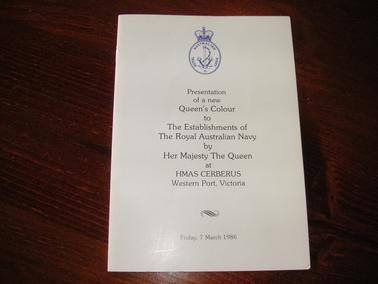 Presentation
of a new
Queen's Colour
to
The Establishments of
The Royal Australian Navy
by
Her Majesty The Queen
at
HMAS CERBERUS
Western Port, Victoria
Friday, 7 March 1986